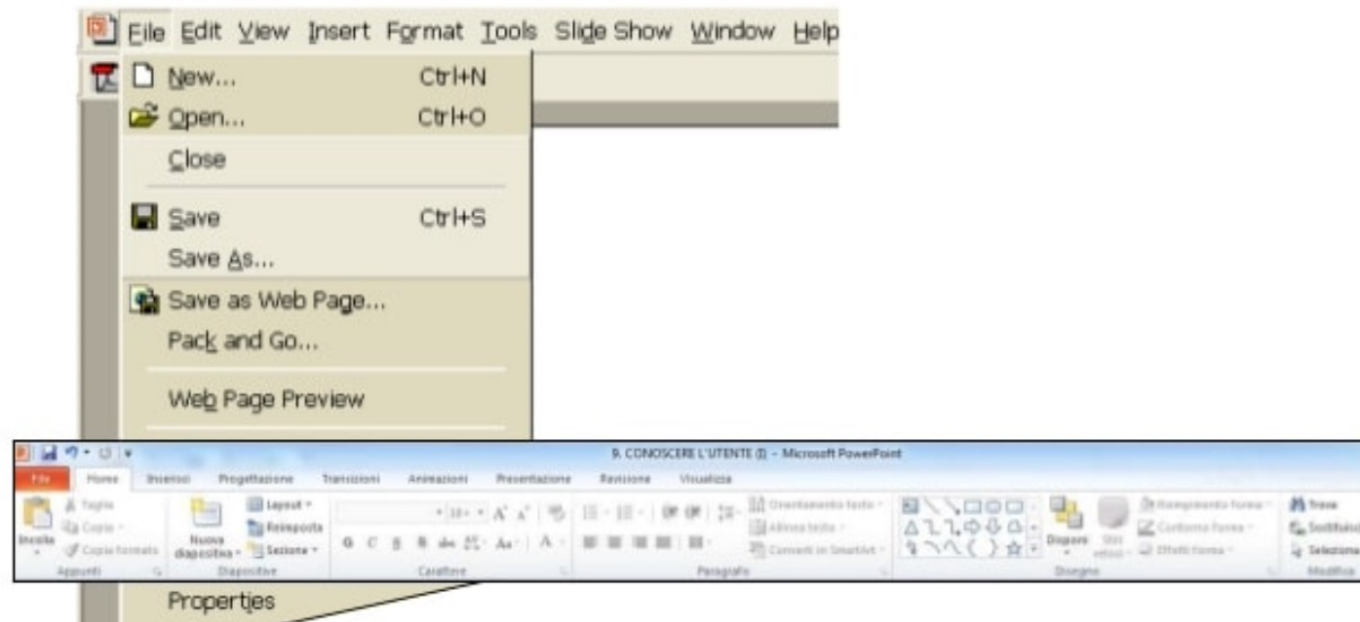 File Edit View Insert Format Tools Slide Show Window Help
New... Ctrl+N
Open... Ctrl+O
Close
Save Ctrl+S
Save As...
Save as Web Page...
Pack and Go...
Web Page Preview
9. CONOSCERE L'UTENTE (I) - Microsoft PowerPoint
File Home Inserisci Progettazione Transizioni Animazioni Presentazione Revisione Visualizza
Taglia Layout Orientamento testo Riempimento forma Trova
Copia Reimposta Allinea testo Contorno forma Sostituisci
Incolla Copia formato Nuova diapositiva Sezione Converti in SmartArt Disponi Effetti forma Seleziona
Appunti Diapositive Carattere Paragrafo Disegno Modifica
Properties